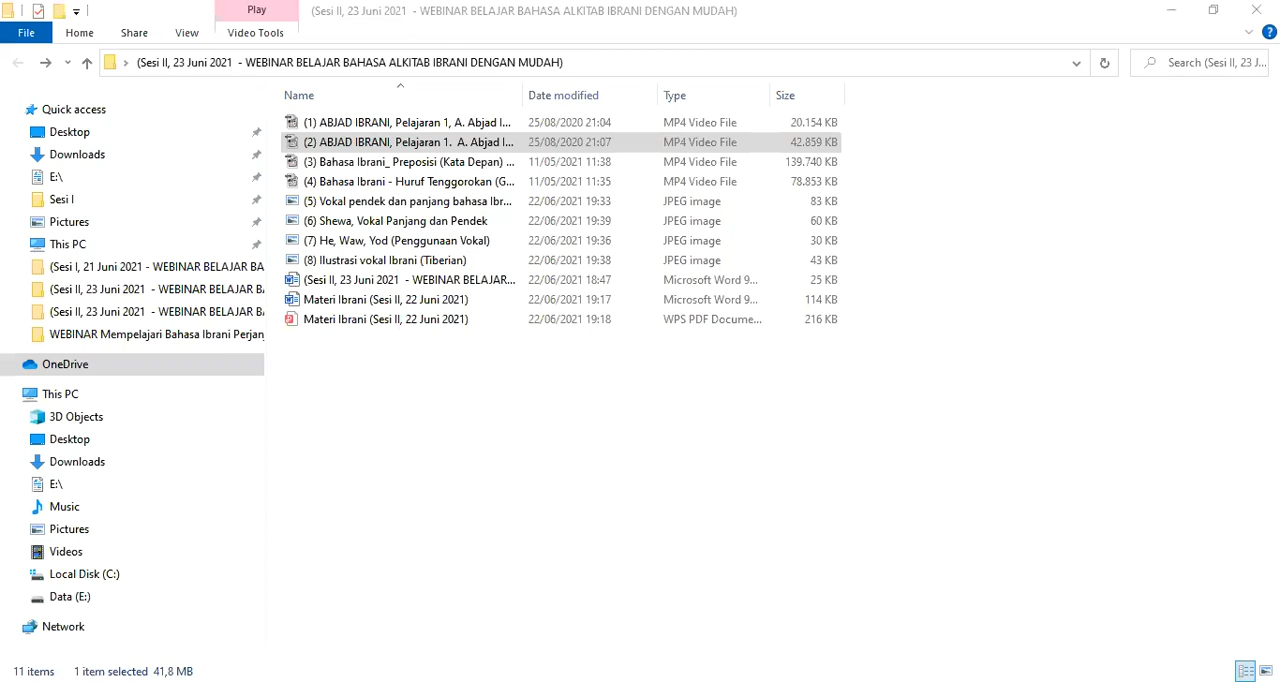 Play
(Sesi II, 23 Juni 2021  - WEBINAR BELAJAR BAHASA ALKITAB IBRANI DENGAN MUDAH)
File Home Share View Video Tools
(Sesi II, 23 Juni 2021  - WEBINAR BELAJAR BAHASA ALKITAB IBRANI DENGAN MUDAH)
Search (Sesi II, 23 J...
Quick access
Desktop
Downloads
E:\
Sesi I
Pictures
This PC
(Sesi I, 21 Juni 2021 - WEBINAR BELAJAR BA
(Sesi II, 23 Juni 2021  - WEBINAR BELAJAR BA
(Sesi II, 23 Juni 2021  - WEBINAR BELAJAR BA
WEBINAR Mempelajari Bahasa Ibrani Perjanj
OneDrive
This PC
3D Objects
Desktop
Downloads
E:\
Music
Pictures
Videos
Local Disk (C:)
Data (E:)
Network
Name Date modified Type Size
(1) ABJAD IBRANI, Pelajaran 1, A. Abjad I... 25/08/2020 21:04 MP4 Video File 20.154 KB
(2) ABJAD IBRANI, Pelajaran 1.  A. Abjad I... 25/08/2020 21:07 MP4 Video File 42.859 KB
(3) Bahasa Ibrani_ Preposisi (Kata Depan) ... 11/05/2021 11:38 MP4 Video File 139.740 KB
(4) Bahasa Ibrani - Huruf Tenggorokan (G... 11/05/2021 11:35 MP4 Video File 78.853 KB
(5) Vokal pendek dan panjang bahasa Ibr... 22/06/2021 19:33 JPEG image 83 KB
(6) Shewa, Vokal Panjang dan Pendek 22/06/2021 19:39 JPEG image 60 KB
(7) He, Waw, Yod (Penggunaan Vokal) 22/06/2021 19:36 JPEG image 30 KB
(8) Ilustrasi vokal Ibrani (Tiberian) 22/06/2021 19:38 JPEG image 43 KB
(Sesi II, 23 Juni 2021  - WEBINAR BELAJAR... 22/06/2021 18:47 Microsoft Word 9... 25 KB
Materi Ibrani (Sesi II, 22 Juni 2021) 22/06/2021 19:17 Microsoft Word 9... 114 KB
Materi Ibrani (Sesi II, 22 Juni 2021) 22/06/2021 19:18 WPS PDF Docume... 216 KB
11 items 1 item selected 41,8 MB